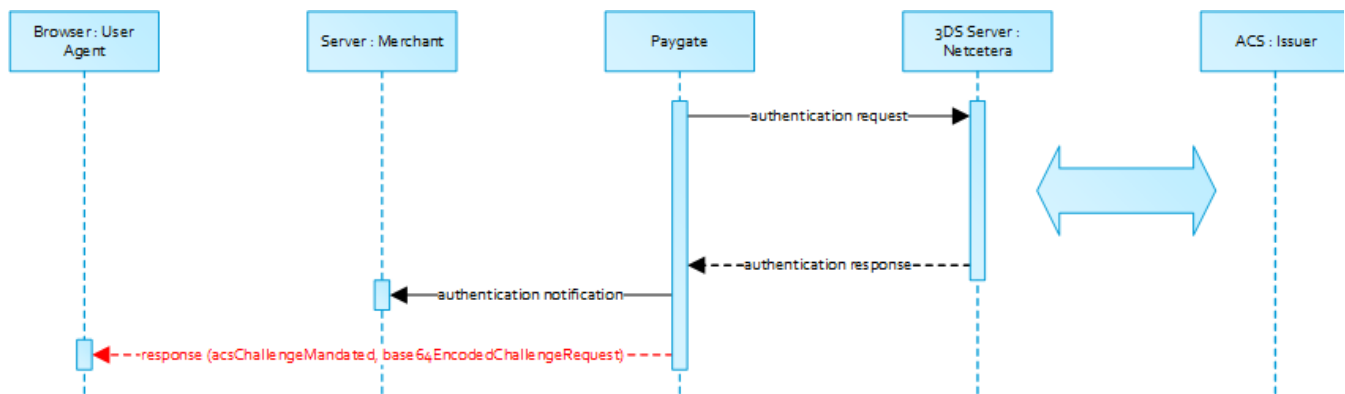 Browser : User
Agent
Server : Merchant
Paygate
3DS Server :
Netcetera
ACS : Issuer
authentication request
authentication response
authentication notification
response (acsChallengeMandated, base64EncodedChallengeRequest)